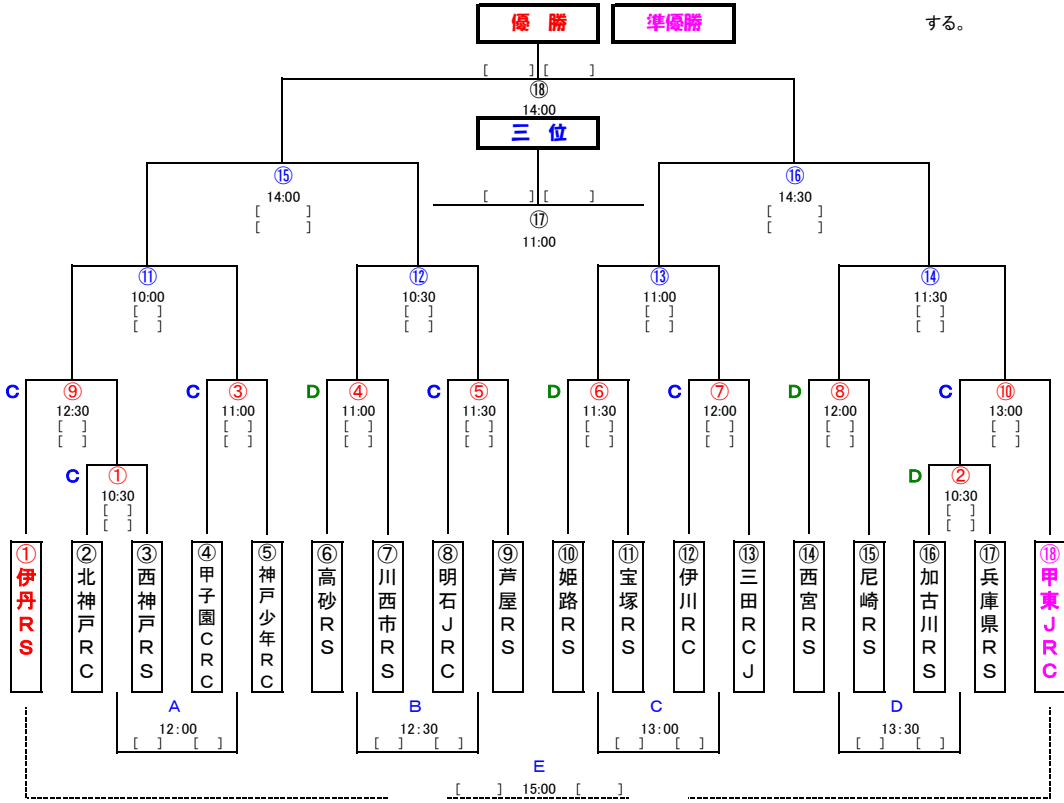 優　勝　準優勝　する。
[　　] [　　]
⑱
14:00
三　位
⑮　⑯
14:00　[　　] [　　]　14:30
[　　]　⑰　[　　]
[　　]　[　　]
11:00
⑪　⑫　⑬　⑭
10:00　10:30　11:00　11:30
[　]　[　]　[　]　[　]
[　]　[　]　[　]　[　]
C　⑨　C　③　D　④　C　⑤　D　⑥　C　⑦　D　⑧　C　⑩
12:30　11:00　11:00　11:30　11:30　12:00　12:00　13:00
[　]　[　]　[　]　[　]　[　]　[　]　[　]　[　]
[　]　[　]　[　]　[　]　[　]　[　]　[　]　[　]
C　①　D　②
10:30　10:30
[　]　[　]
[　]　[　]
①伊丹RS
②北神戸RC
③西神戸RS
④甲子園CRC
⑤神戸少年RC
⑥高砂RS
⑦川西市RS
⑧明石JRC
⑨芦屋RS
⑩姫路RS
⑪宝塚RS
⑫伊川RC
⑬三田RCJ
⑭西宮RS
⑮尼崎RS
⑯加古川RS
⑰兵庫県RS
⑱甲東JRC
A　B　C　D
12:00　12:30　13:00　13:30
[　] [　]　[　] [　]　[　] [　]　[　] [　]
E
[　　] 15:00 [　　]